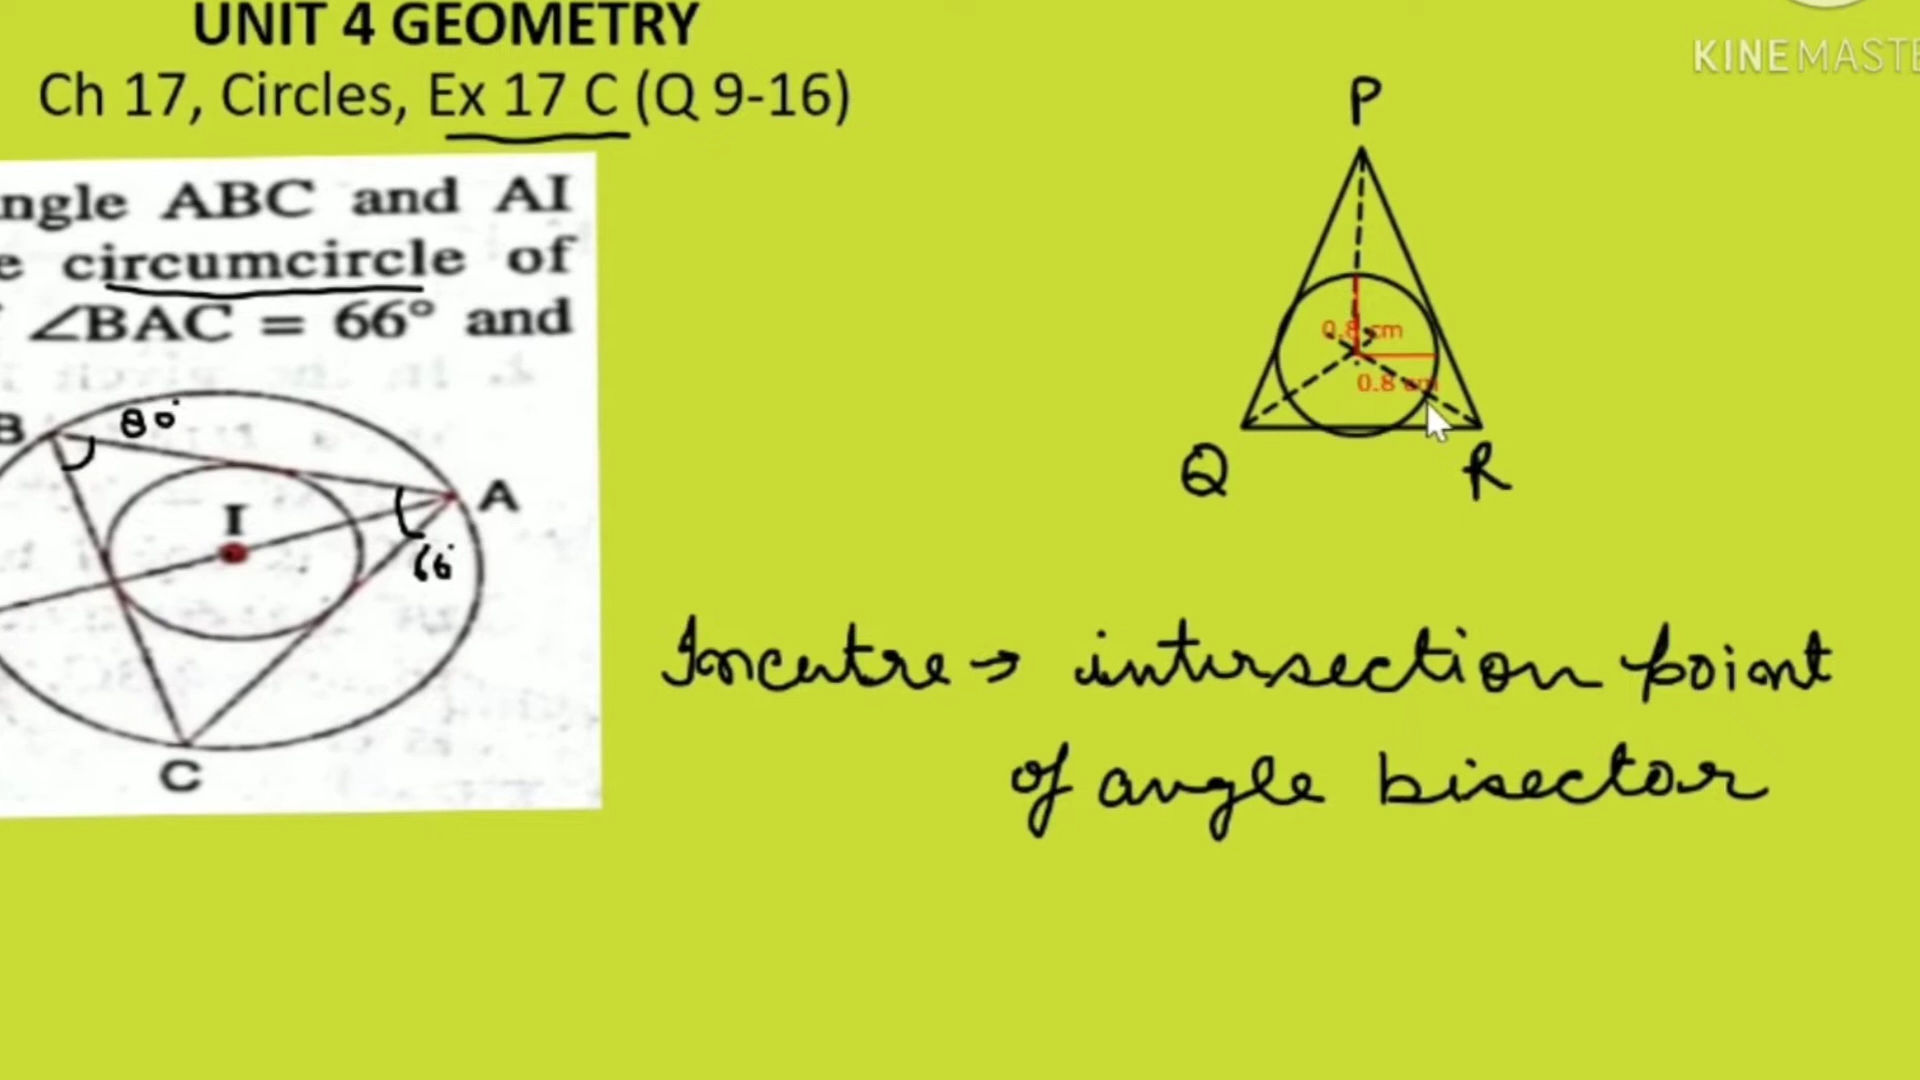 UNIT 4 GEOMETRY
Ch 17, Circles, Ex 17 C (Q 9-16)
KINEMASTE
ngle ABC and AI
e circumcircle of
∠BAC = 66° and
B
80°
I
A
66°
C
P
0.8 cm
0.8 cm
Q
R
Incentre → intersection point
of angle bisector